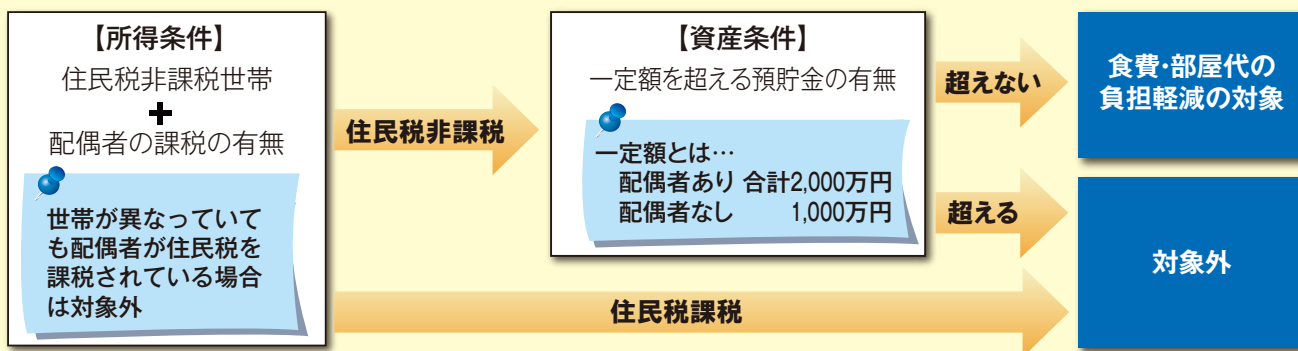 【所得条件】
住民税非課税世帯
+
配偶者の課税の有無
世帯が異なっていて
も配偶者が住民税を
課税されている場合
は対象外
住民税非課税
【資産条件】
一定額を超える預貯金の有無
一定額とは…
配偶者あり 合計2,000万円
配偶者なし 1,000万円
超えない
食費・部屋代の
負担軽減の対象
超える
対象外
住民税課税